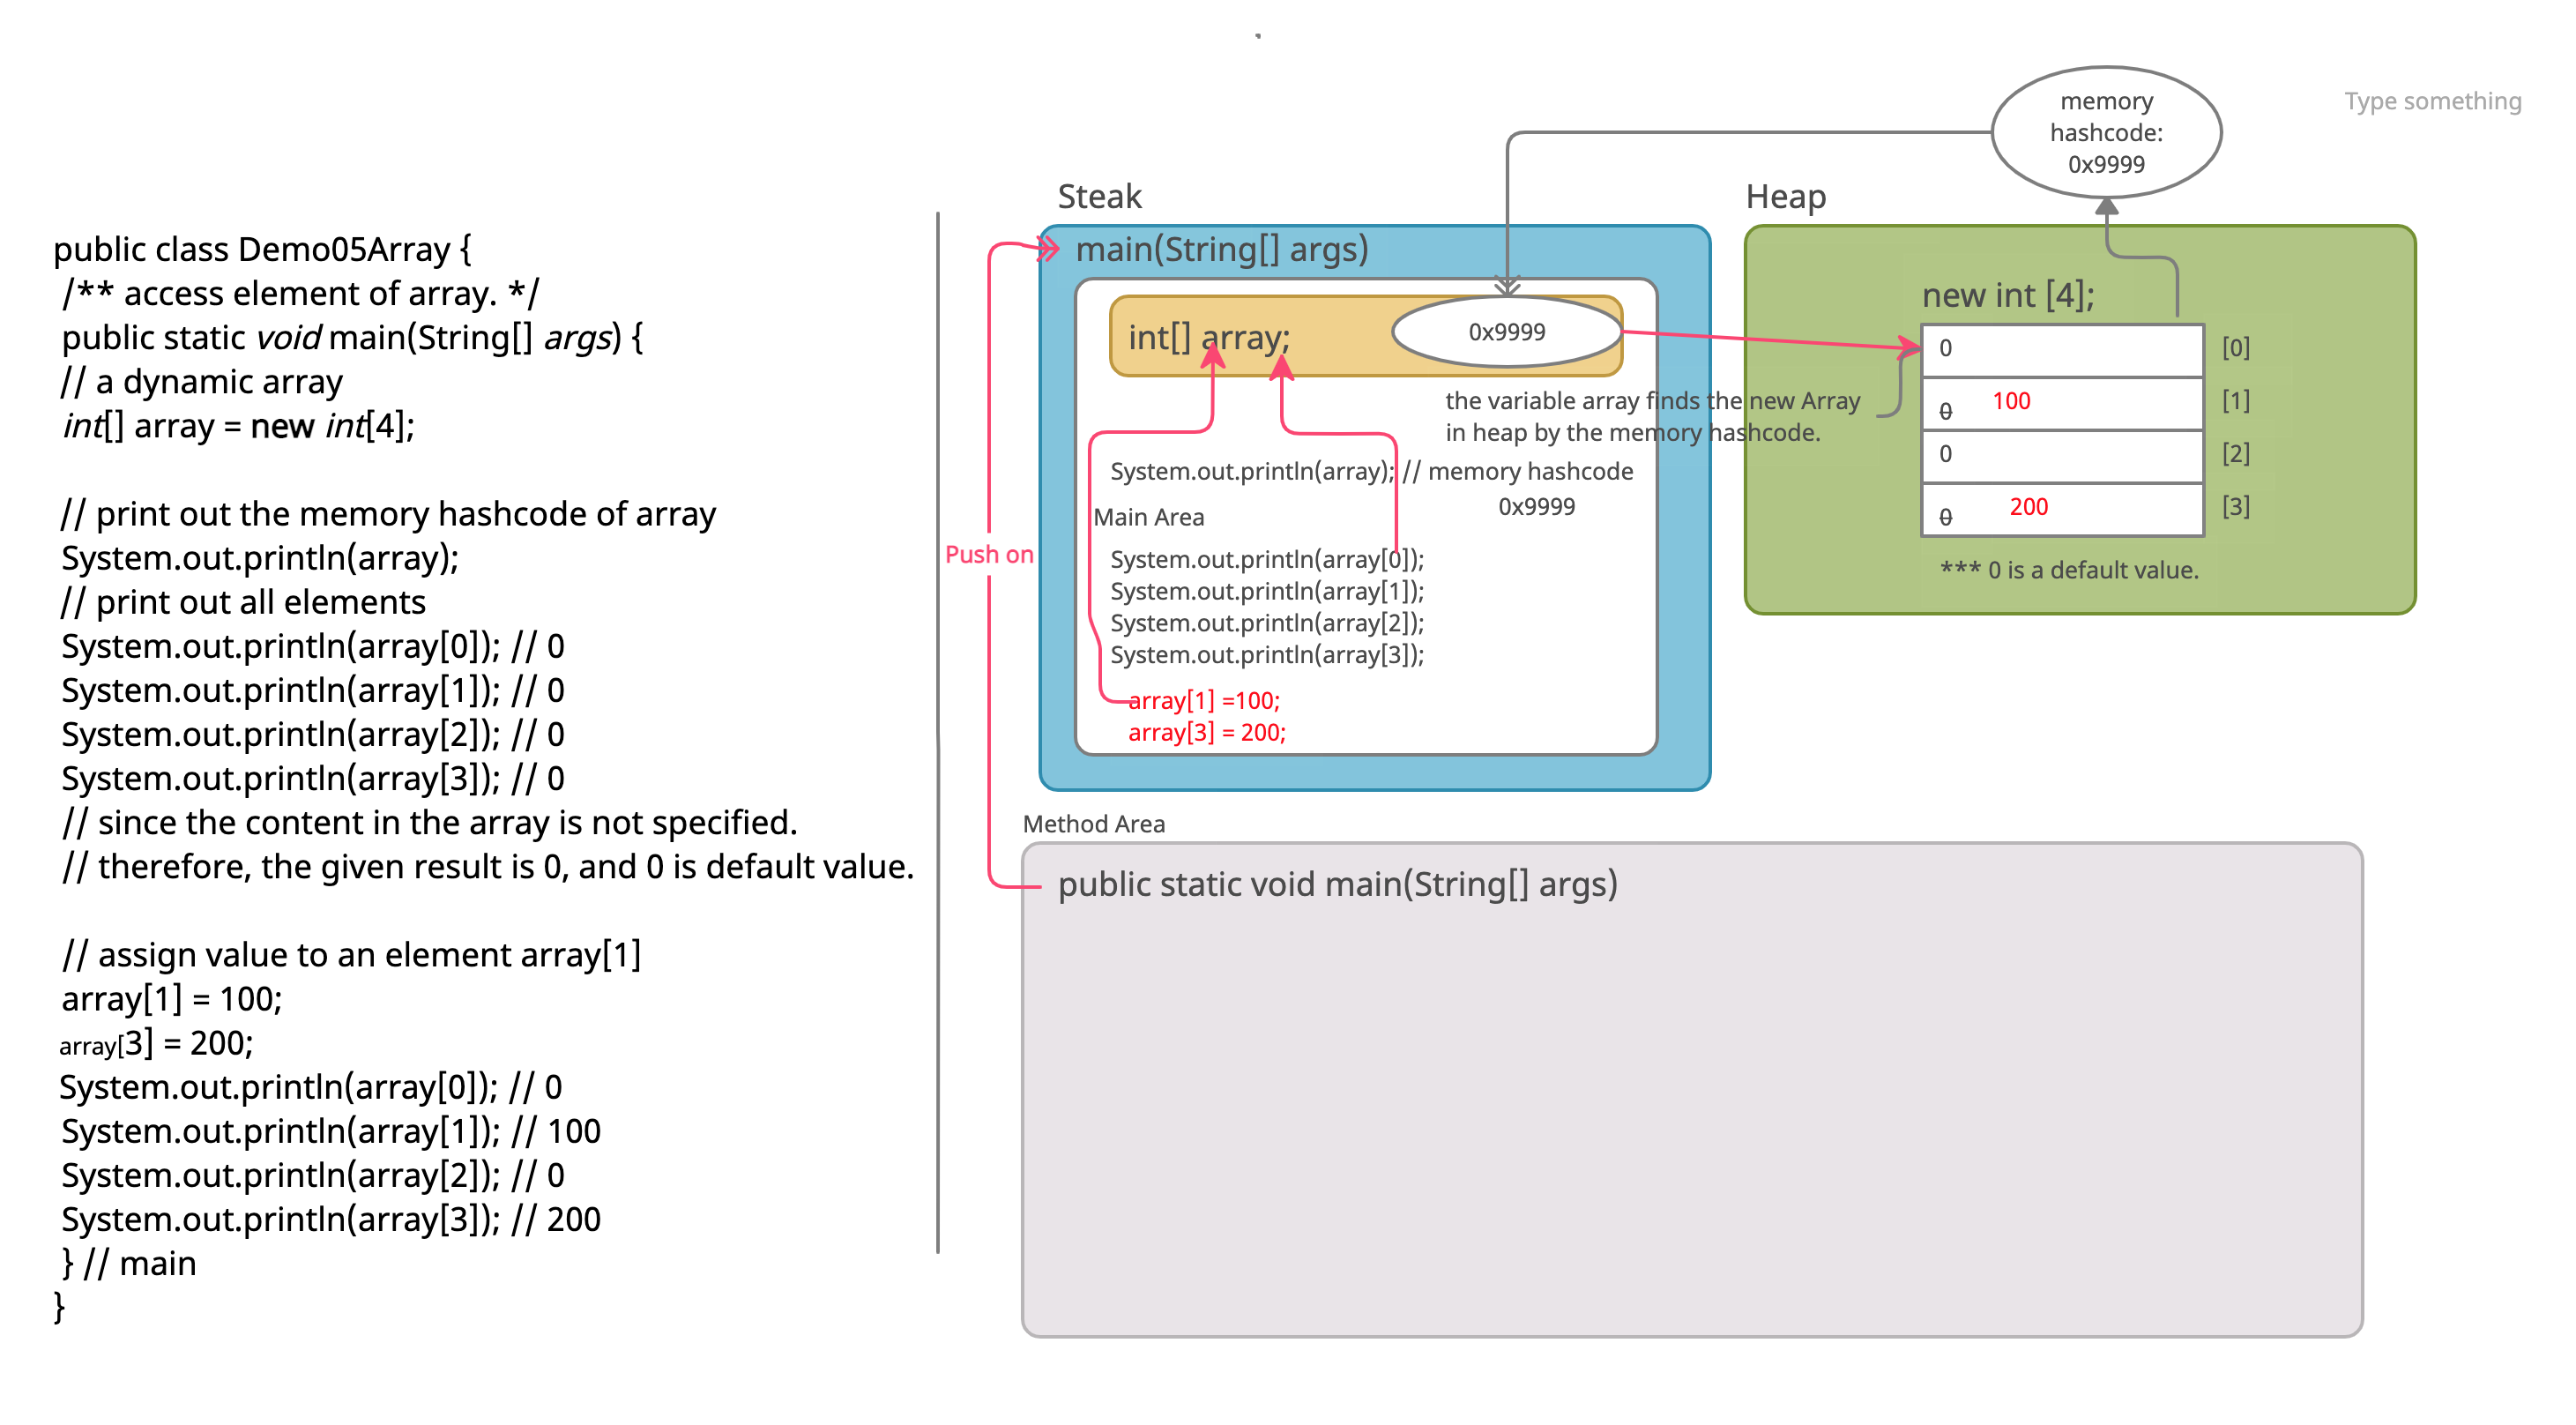 public class Demo05Array {
/** access element of array. */
public static void main(String[] args) {
// a dynamic array
int[] array = new int[4];
// print out the memory hashcode of array
System.out.println(array);
// print out all elements
System.out.println(array[0]); // 0
System.out.println(array[1]); // 0
System.out.println(array[2]); // 0
System.out.println(array[3]); // 0
// since the content in the array is not specified.
// therefore, the given result is 0, and 0 is default value.
// assign value to an element array[1]
array[1] = 100;
array[3] = 200;
System.out.println(array[0]); // 0
System.out.println(array[1]); // 100
System.out.println(array[2]); // 0
System.out.println(array[3]); // 200
} // main
}
Push on
Steak
main(String[] args)
int[] array;
0x9999
the variable array finds the new Array
in heap by the memory hashcode.
System.out.println(array); // memory hashcode
0x9999
Main Area
System.out.println(array[0]);
System.out.println(array[1]);
System.out.println(array[2]);
System.out.println(array[3]);
array[1] =100;
array[3] = 200;
Heap
memory
hashcode:
0x9999
Type something
new int [4];
0 [0]
0 100 [1]
0 [2]
0 200 [3]
*** 0 is a default value.
Method Area
public static void main(String[] args)